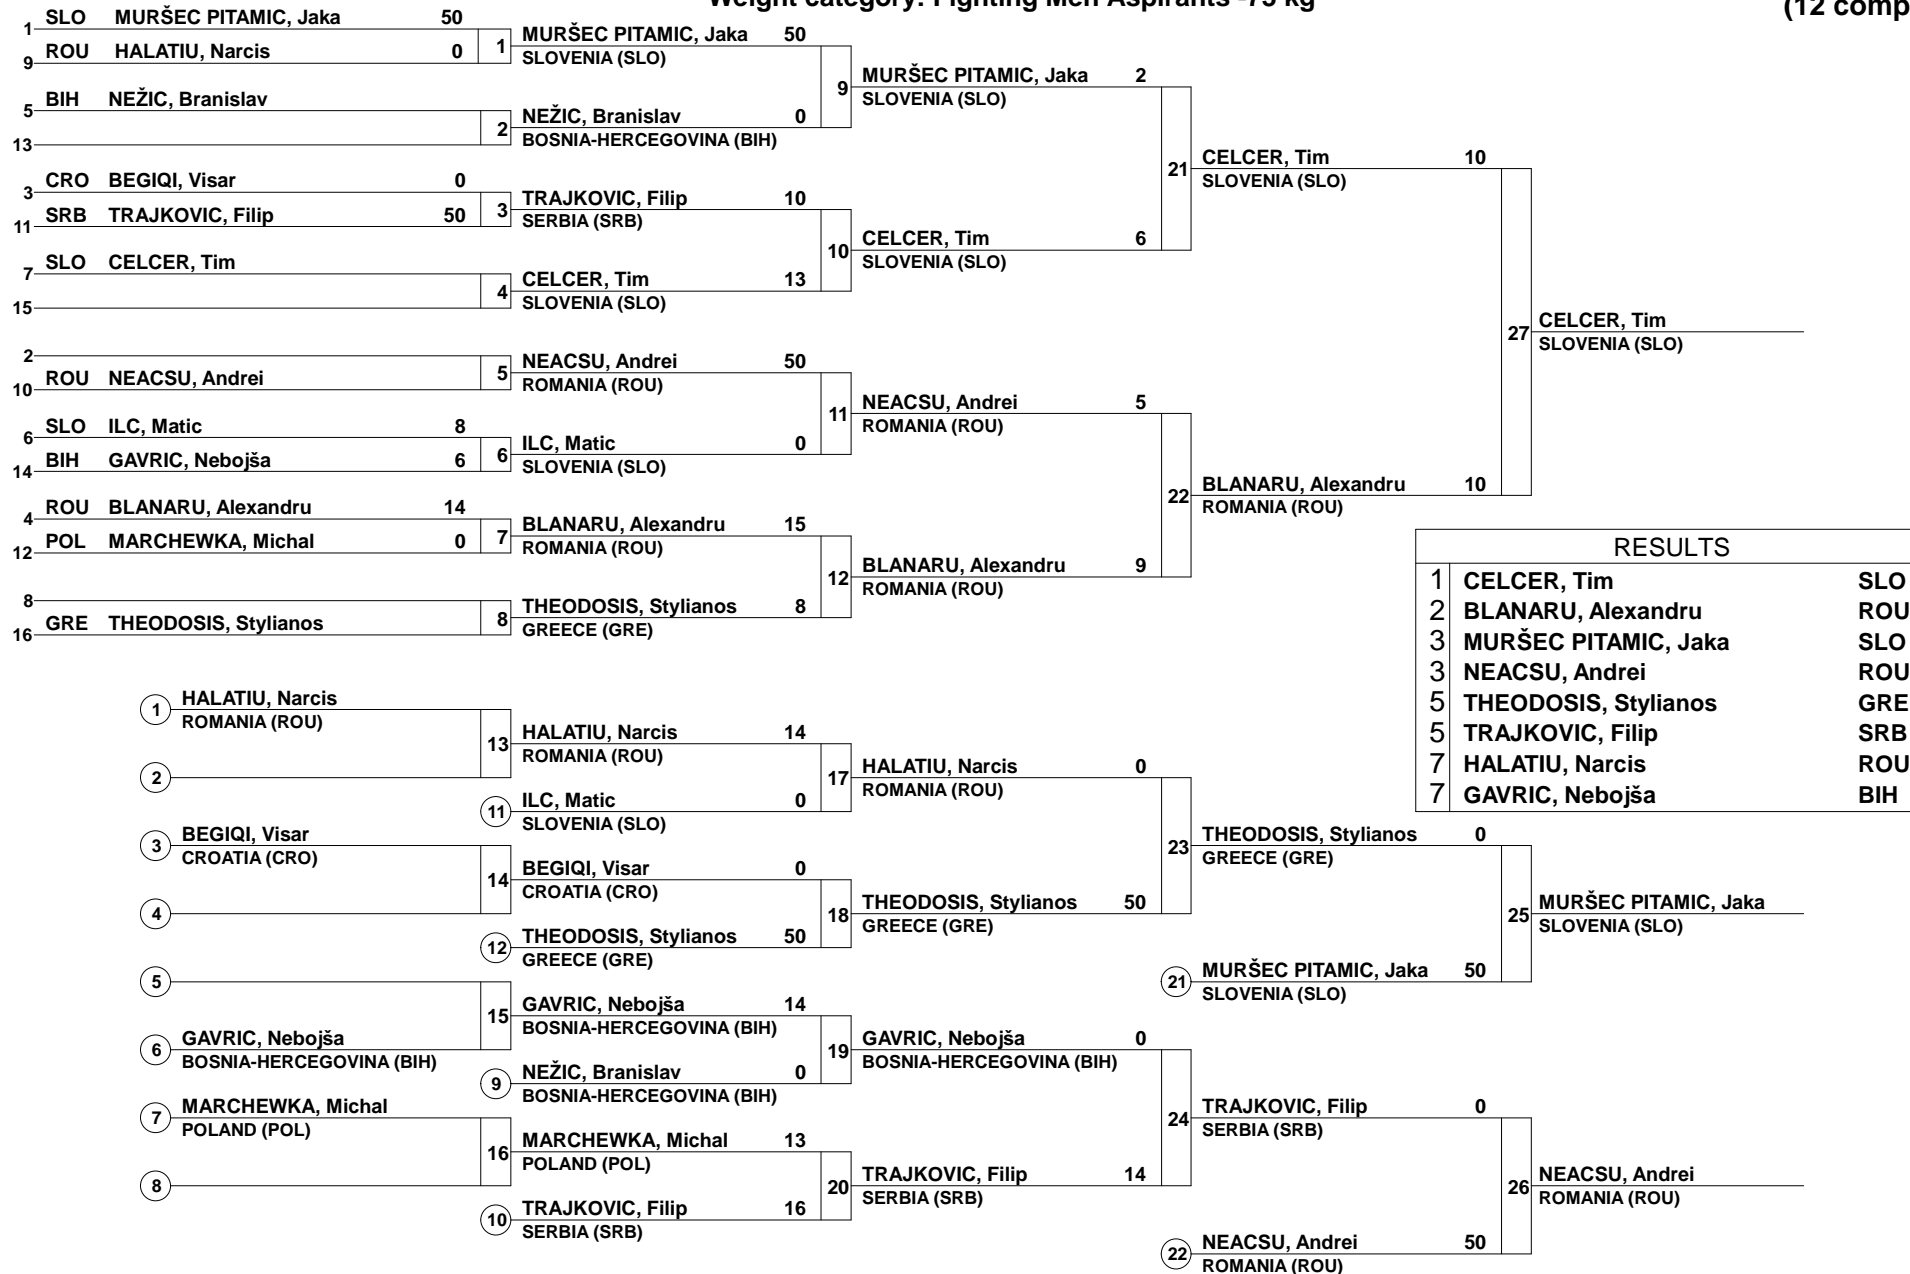 Weight category: Fighting Men Aspirants -73 kg
(12 comp
1 SLO MURŠEC PITAMIC, Jaka 50
9 ROU HALATIU, Narcis 0
5 BIH NEŽIC, Branislav
13
3 CRO BEGIQI, Visar 0
11 SRB TRAJKOVIC, Filip 50
7 SLO CELCER, Tim
15
2
10 ROU NEACSU, Andrei
6 SLO ILC, Matic 8
14 BIH GAVRIC, Nebojša 6
4 ROU BLANARU, Alexandru 14
12 POL MARCHEWKA, Michal 0
8
16 GRE THEODOSIS, Stylianos
1 MURŠEC PITAMIC, Jaka 50
SLOVENIA (SLO)
2 NEŽIC, Branislav 0
BOSNIA-HERCEGOVINA (BIH)
3 TRAJKOVIC, Filip 10
SERBIA (SRB)
4 CELCER, Tim 13
SLOVENIA (SLO)
5 NEACSU, Andrei 50
ROMANIA (ROU)
6 ILC, Matic 0
SLOVENIA (SLO)
7 BLANARU, Alexandru 15
ROMANIA (ROU)
8 THEODOSIS, Stylianos 8
GREECE (GRE)
9 MURŠEC PITAMIC, Jaka 2
SLOVENIA (SLO)
10 CELCER, Tim 6
SLOVENIA (SLO)
11 NEACSU, Andrei 5
ROMANIA (ROU)
12 BLANARU, Alexandru 9
ROMANIA (ROU)
21 CELCER, Tim 10
SLOVENIA (SLO)
22 BLANARU, Alexandru 10
ROMANIA (ROU)
27 CELCER, Tim
SLOVENIA (SLO)
RESULTS
1 CELCER, Tim SLO
2 BLANARU, Alexandru ROU
3 MURŠEC PITAMIC, Jaka SLO
3 NEACSU, Andrei ROU
5 THEODOSIS, Stylianos GRE
5 TRAJKOVIC, Filip SRB
7 HALATIU, Narcis ROU
7 GAVRIC, Nebojša BIH
1 HALATIU, Narcis
ROMANIA (ROU)
2
3 BEGIQI, Visar
CROATIA (CRO)
4
5
6 GAVRIC, Nebojša
BOSNIA-HERCEGOVINA (BIH)
7 MARCHEWKA, Michal
POLAND (POL)
8
13 HALATIU, Narcis 14
ROMANIA (ROU)
11 ILC, Matic 0
SLOVENIA (SLO)
14 BEGIQI, Visar 0
CROATIA (CRO)
12 THEODOSIS, Stylianos 50
GREECE (GRE)
15 GAVRIC, Nebojša 14
BOSNIA-HERCEGOVINA (BIH)
9 NEŽIC, Branislav 0
BOSNIA-HERCEGOVINA (BIH)
16 MARCHEWKA, Michal 13
POLAND (POL)
10 TRAJKOVIC, Filip 16
SERBIA (SRB)
17 HALATIU, Narcis 0
ROMANIA (ROU)
18 THEODOSIS, Stylianos 50
GREECE (GRE)
19 GAVRIC, Nebojša 0
BOSNIA-HERCEGOVINA (BIH)
20 TRAJKOVIC, Filip 14
SERBIA (SRB)
23 THEODOSIS, Stylianos 0
GREECE (GRE)
21 MURŠEC PITAMIC, Jaka 50
SLOVENIA (SLO)
24 TRAJKOVIC, Filip 0
SERBIA (SRB)
22 NEACSU, Andrei 50
ROMANIA (ROU)
25 MURŠEC PITAMIC, Jaka
SLOVENIA (SLO)
26 NEACSU, Andrei
ROMANIA (ROU)